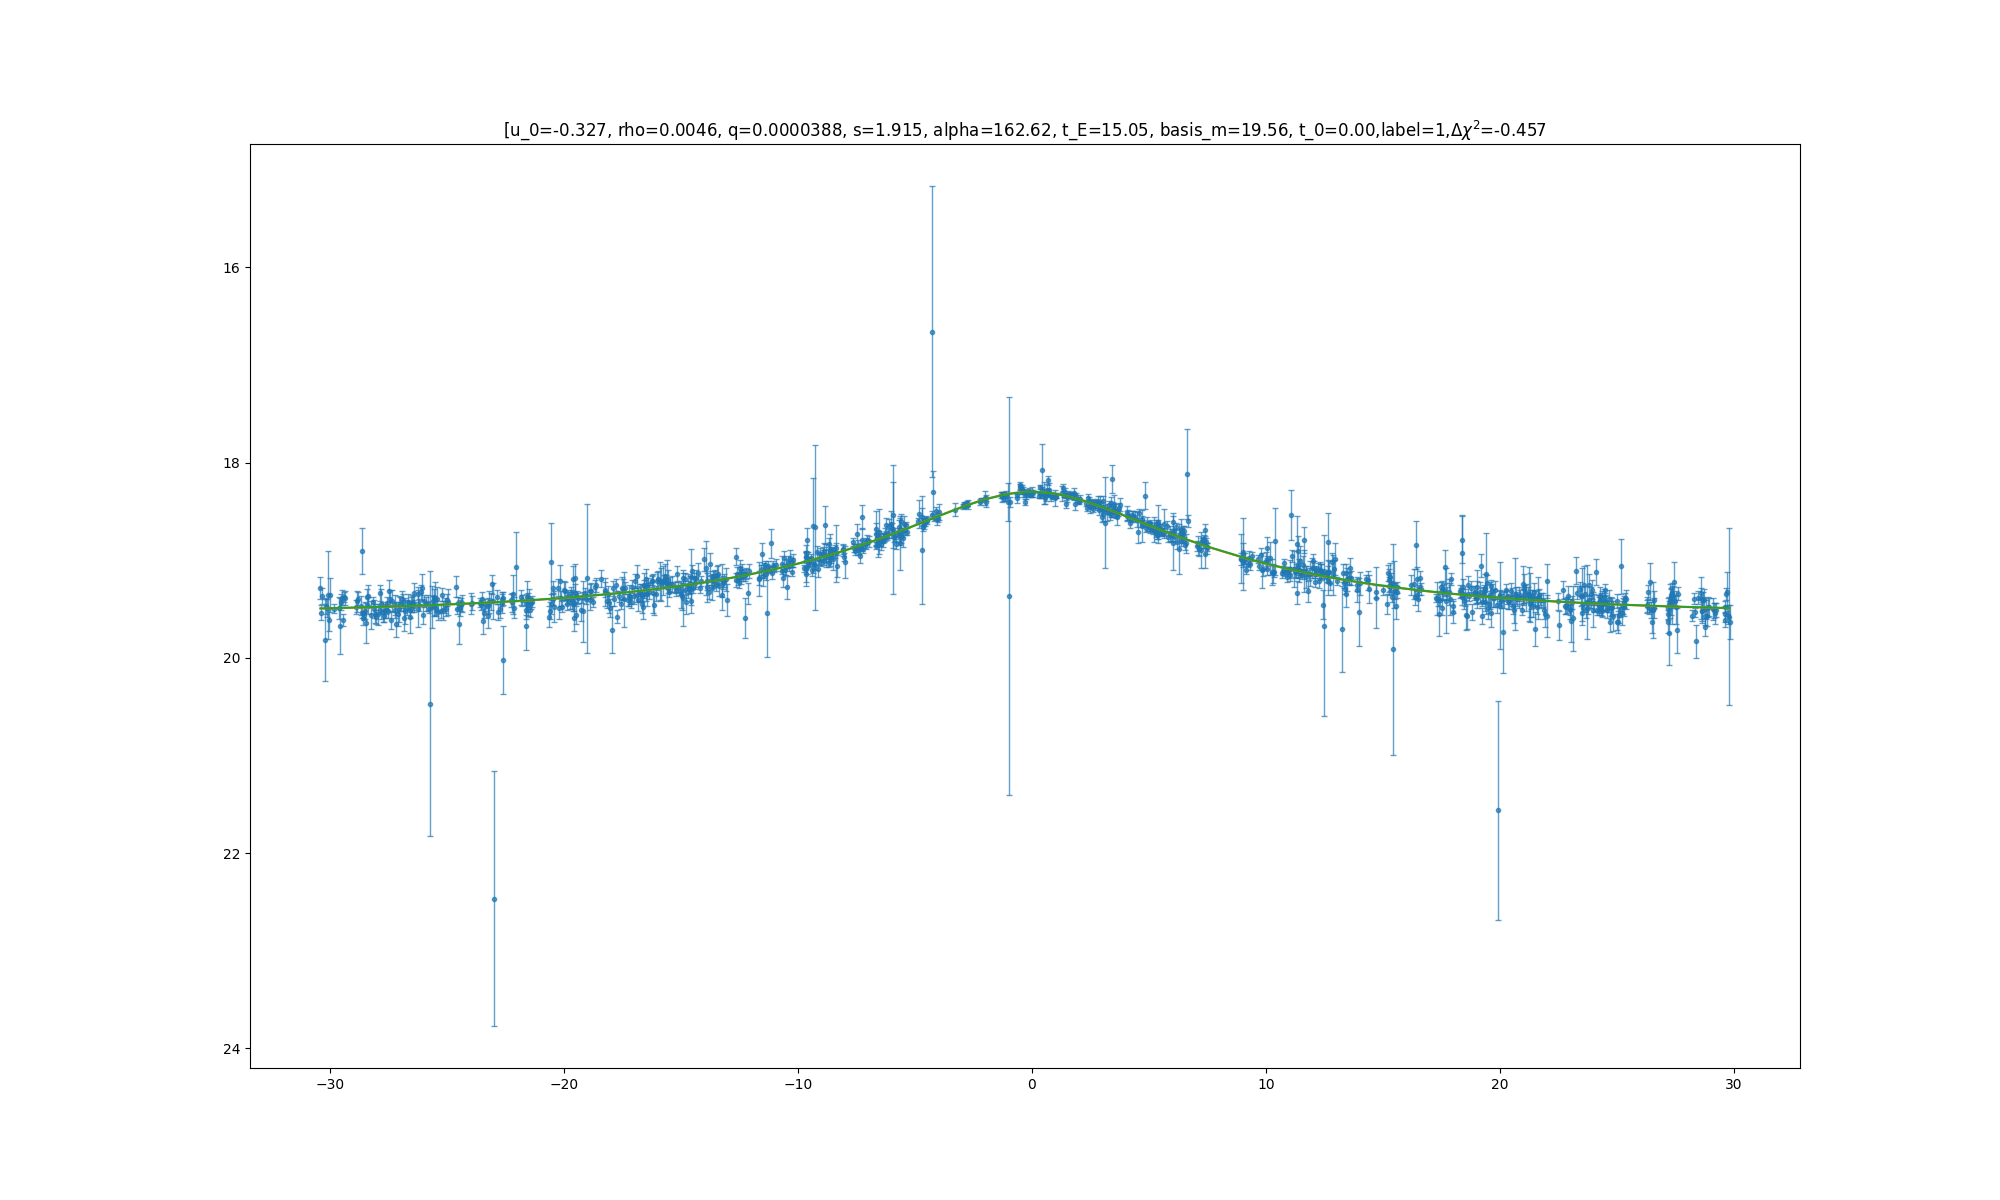 [u_0=-0.327, rho=0.0046, q=0.0000388, s=1.915, alpha=162.62, t_E=15.05, basis_m=19.56, t_0=0.00,label=1,Δχ²=-0.457
16
18
20
22
24
−30 −20 −10 0 10 20 30